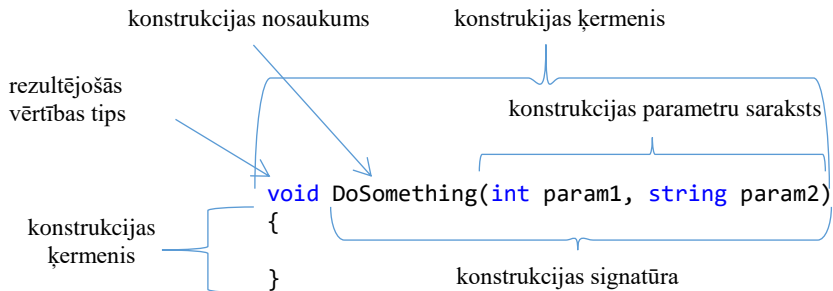 konstrukcijas nosaukums
konstrukijas ķermenis
rezultējošās
vērtības tips
konstrukcijas parametru saraksts
void DoSomething(int param1, string param2)
{
konstrukcijas
ķermenis
}
konstrukcijas signatūra